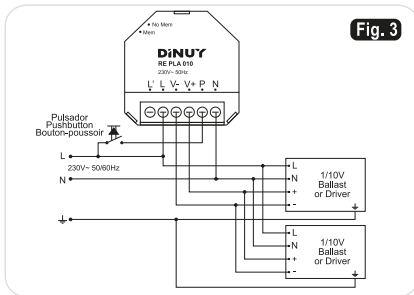 Fig. 3
No Mem
Mem
DiNUY
RE PLA 010
230V~ 50Hz
L' L V- V+ P N
Pulsador
Pushbutton
Bouton-poussoir
L
230V~ 50/60Hz
N
L
N
+
-
1/10V
Ballast
or Driver
L
N
+
-
1/10V
Ballast
or Driver